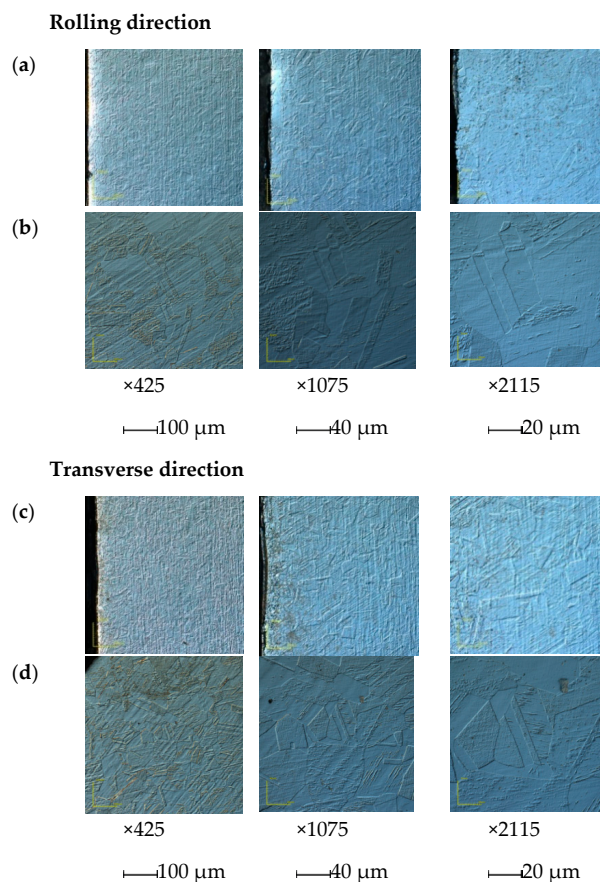 Rolling direction
(a)
(b)
×425 ×1075 ×2115
100 µm 40 µm 20 µm
Transverse direction
(c)
(d)
×425 ×1075 ×2115
100 µm 40 µm 20 µm